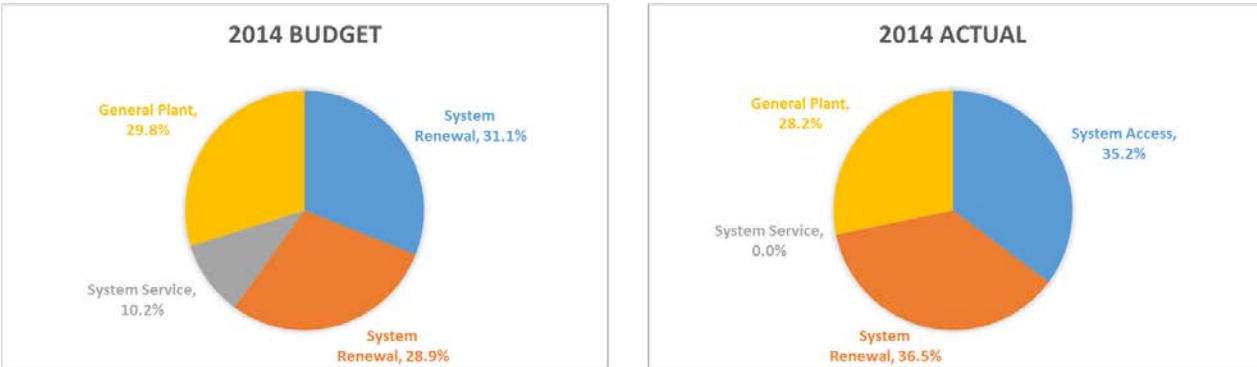 2014 BUDGET
General Plant,
29.8%
System
Renewal, 31.1%
System Service,
10.2%
System
Renewal, 28.9%
2014 ACTUAL
General Plant,
28.2%
System Access,
35.2%
System Service,
0.0%
System
Renewal, 36.5%